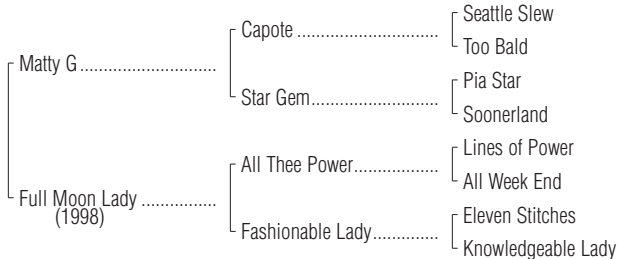 Seattle Slew
Capote ..............................
Too Bald
Matty G.............................
Pia Star
Star Gem...........................
Soonerland
Lines of Power
All Thee Power..................
All Week End
Full Moon Lady ................
(1998)
Eleven Stitches
Fashionable Lady..............
Knowledgeable Lady